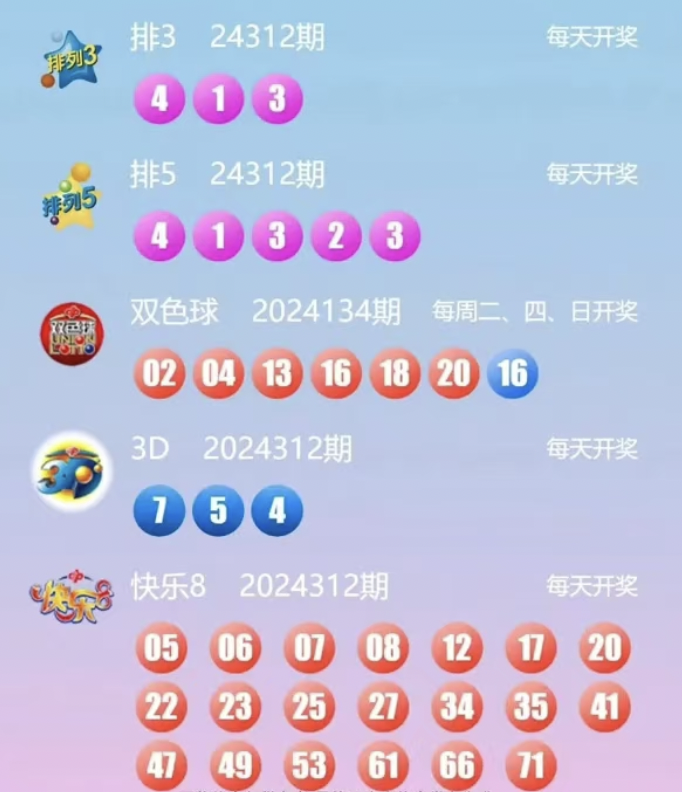 排列3
排3 24312期 每天开奖
4 1 3
排列5
排5 24312期 每天开奖
4 1 3 2 3
双色球
UNION
LOTTO
双色球 2024134期 每周二、四、日开奖
02 04 13 16 18 20 16
3D
3D 2024312期 每天开奖
7 5 4
快乐8
快乐8 2024312期 每天开奖
05 06 07 08 12 17 20
22 23 25 27 34 35 41
47 49 53 61 66 71